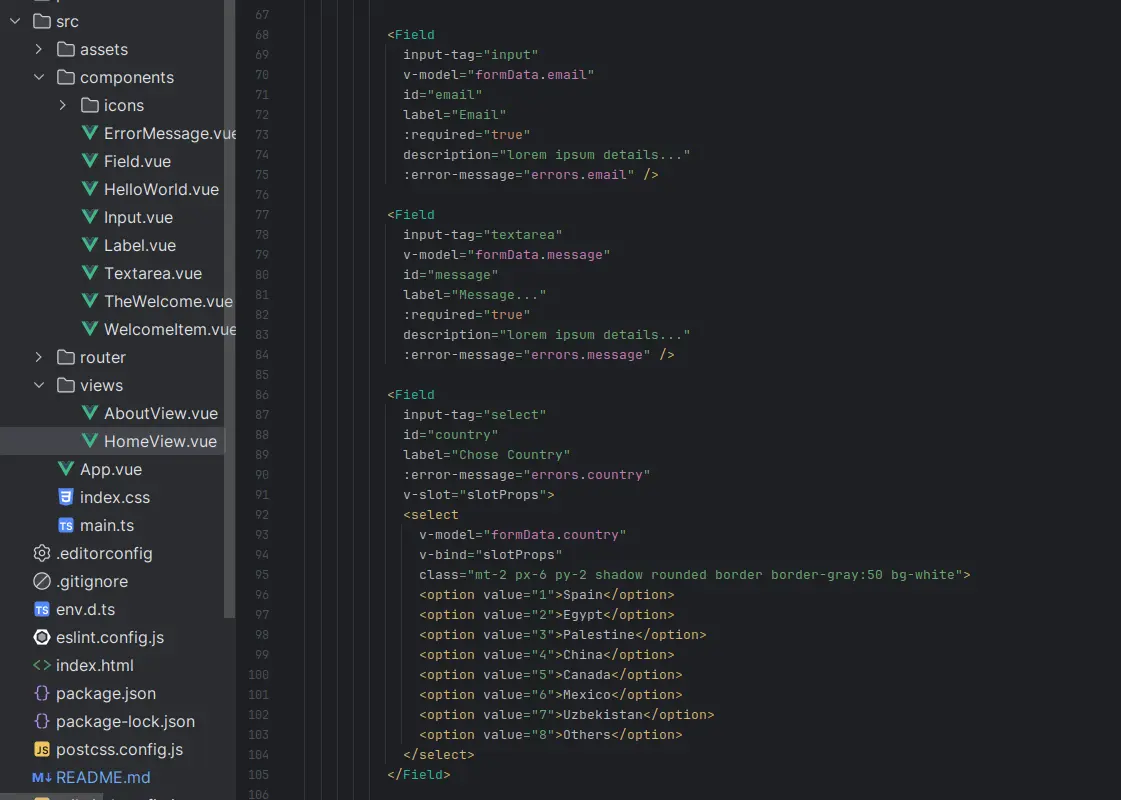 src
assets
components
icons
ErrorMessage.vue
Field.vue
HelloWorld.vue
Input.vue
Label.vue
Textarea.vue
TheWelcome.vue
WelcomeItem.vue
router
views
AboutView.vue
HomeView.vue
App.vue
index.css
TS main.ts
.editorconfig
.gitignore
TS env.d.ts
eslint.config.js
<> index.html
{} package.json
{} package-lock.json
JS postcss.config.js
M↓ README.md
67
68 <Field
69 input-tag="input"
70 v-model="formData.email"
71 id="email"
72 label="Email"
73 :required="true"
74 description="lorem ipsum details..."
75 :error-message="errors.email" />
76
77 <Field
78 input-tag="textarea"
79 v-model="formData.message"
80 id="message"
81 label="Message..."
82 :required="true"
83 description="lorem ipsum details..."
84 :error-message="errors.message" />
85
86 <Field
87 input-tag="select"
88 id="country"
89 label="Chose Country"
90 :error-message="errors.country"
91 v-slot="slotProps">
92 <select
93 v-model="formData.country"
94 v-bind="slotProps"
95 class="mt-2 px-6 py-2 shadow rounded border border-gray:50 bg-white">
96 <option value="1">Spain</option>
97 <option value="2">Egypt</option>
98 <option value="3">Palestine</option>
99 <option value="4">China</option>
100 <option value="5">Canada</option>
101 <option value="6">Mexico</option>
102 <option value="7">Uzbekistan</option>
103 <option value="8">Others</option>
104 </select>
105 </Field>
106